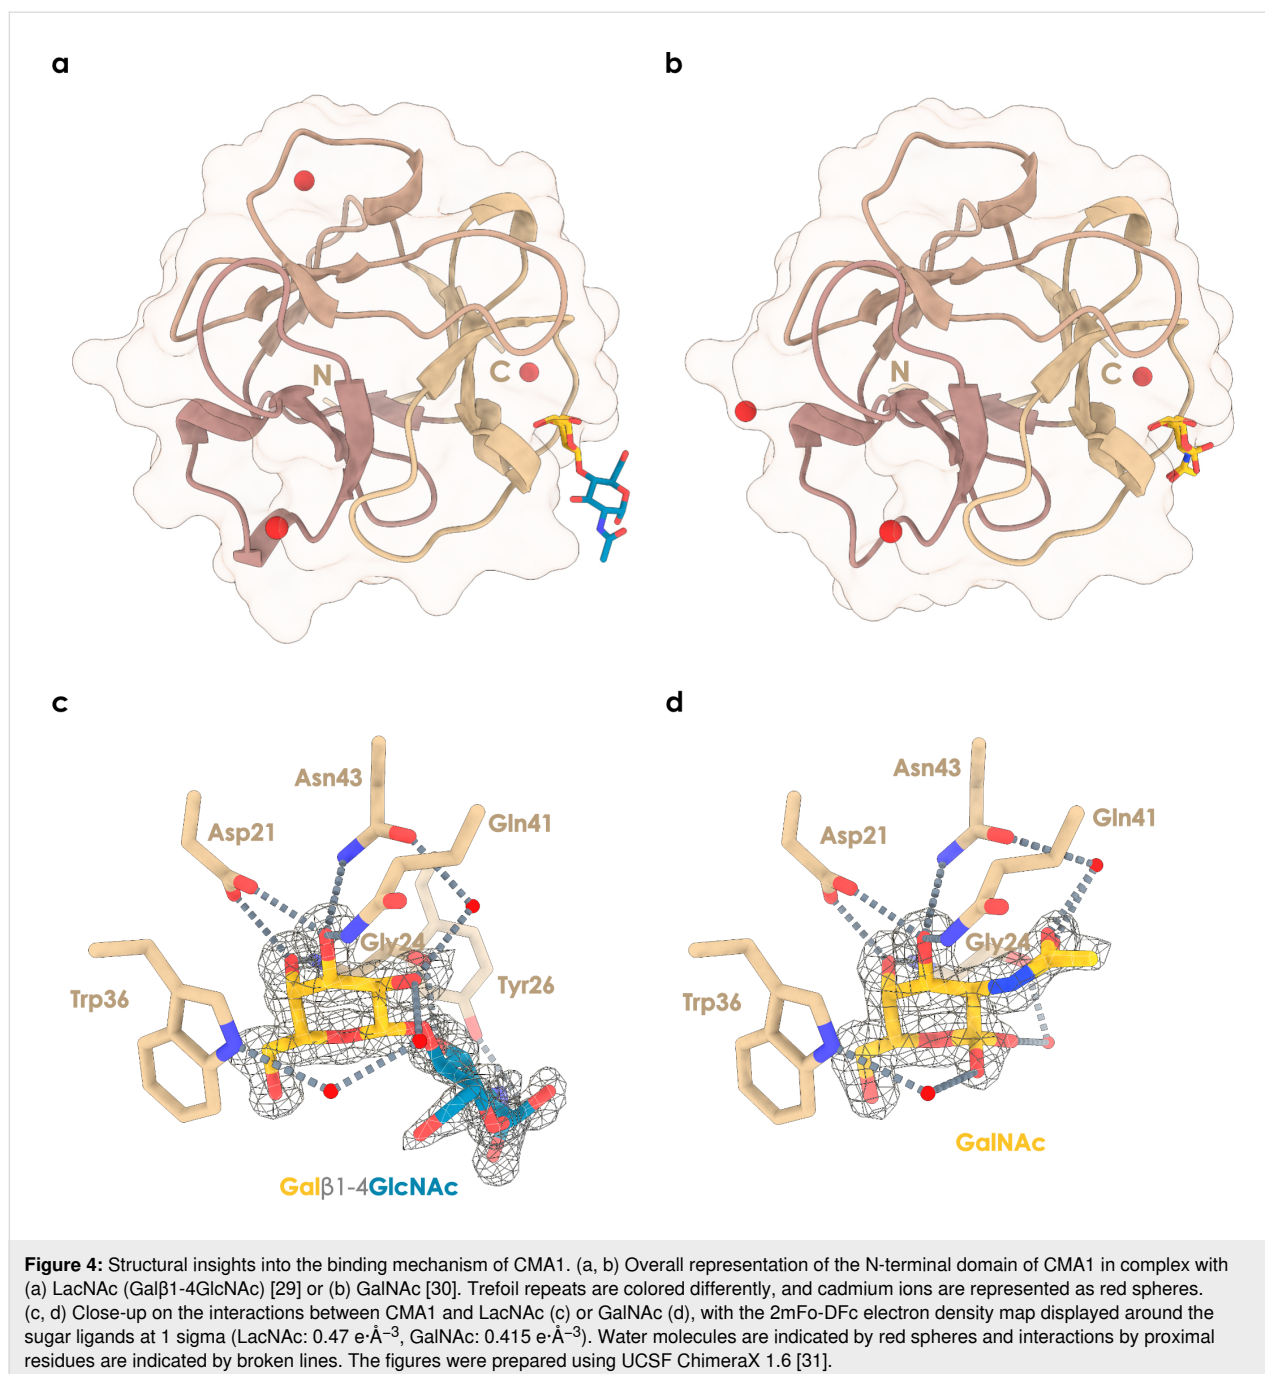 a
b
N
C
N
C
c
d
Asn43
Gln41
Asp21
Gly24
Tyr26
Trp36
Galβ1-4GlcNAc
Asn43
Gln41
Asp21
Gly24
Trp36
GalNAc
Figure 4: Structural insights into the binding mechanism of CMA1. (a, b) Overall representation of the N-terminal domain of CMA1 in complex with
(a) LacNAc (Galβ1-4GlcNAc) [29] or (b) GalNAc [30]. Trefoil repeats are colored differently, and cadmium ions are represented as red spheres.
(c, d) Close-up on the interactions between CMA1 and LacNAc (c) or GalNAc (d), with the 2mFo-DFc electron density map displayed around the
sugar ligands at 1 sigma (LacNAc: 0.47 e·Å⁻³, GalNAc: 0.415 e·Å⁻³). Water molecules are indicated by red spheres and interactions by proximal
residues are indicated by broken lines. The figures were prepared using UCSF ChimeraX 1.6 [31].